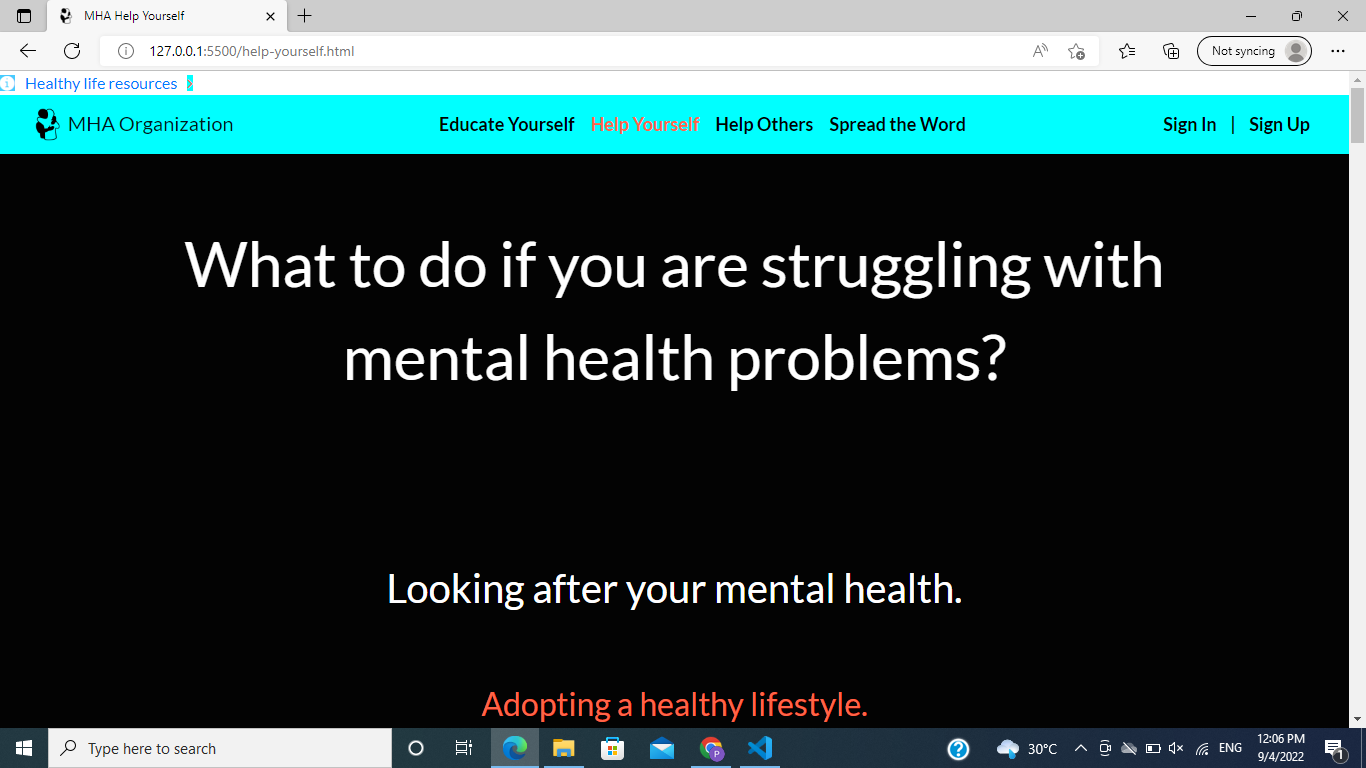 MHA Help Yourself
127.0.0.1:5500/help-yourself.html
Not syncing
Healthy life resources
MHA Organization Educate Yourself Help Yourself Help Others Spread the Word Sign In | Sign Up
What to do if you are struggling with
mental health problems?
Looking after your mental health.
Adopting a healthy lifestyle.
Type here to search
30°C
ENG
12:06 PM
9/4/2022
1